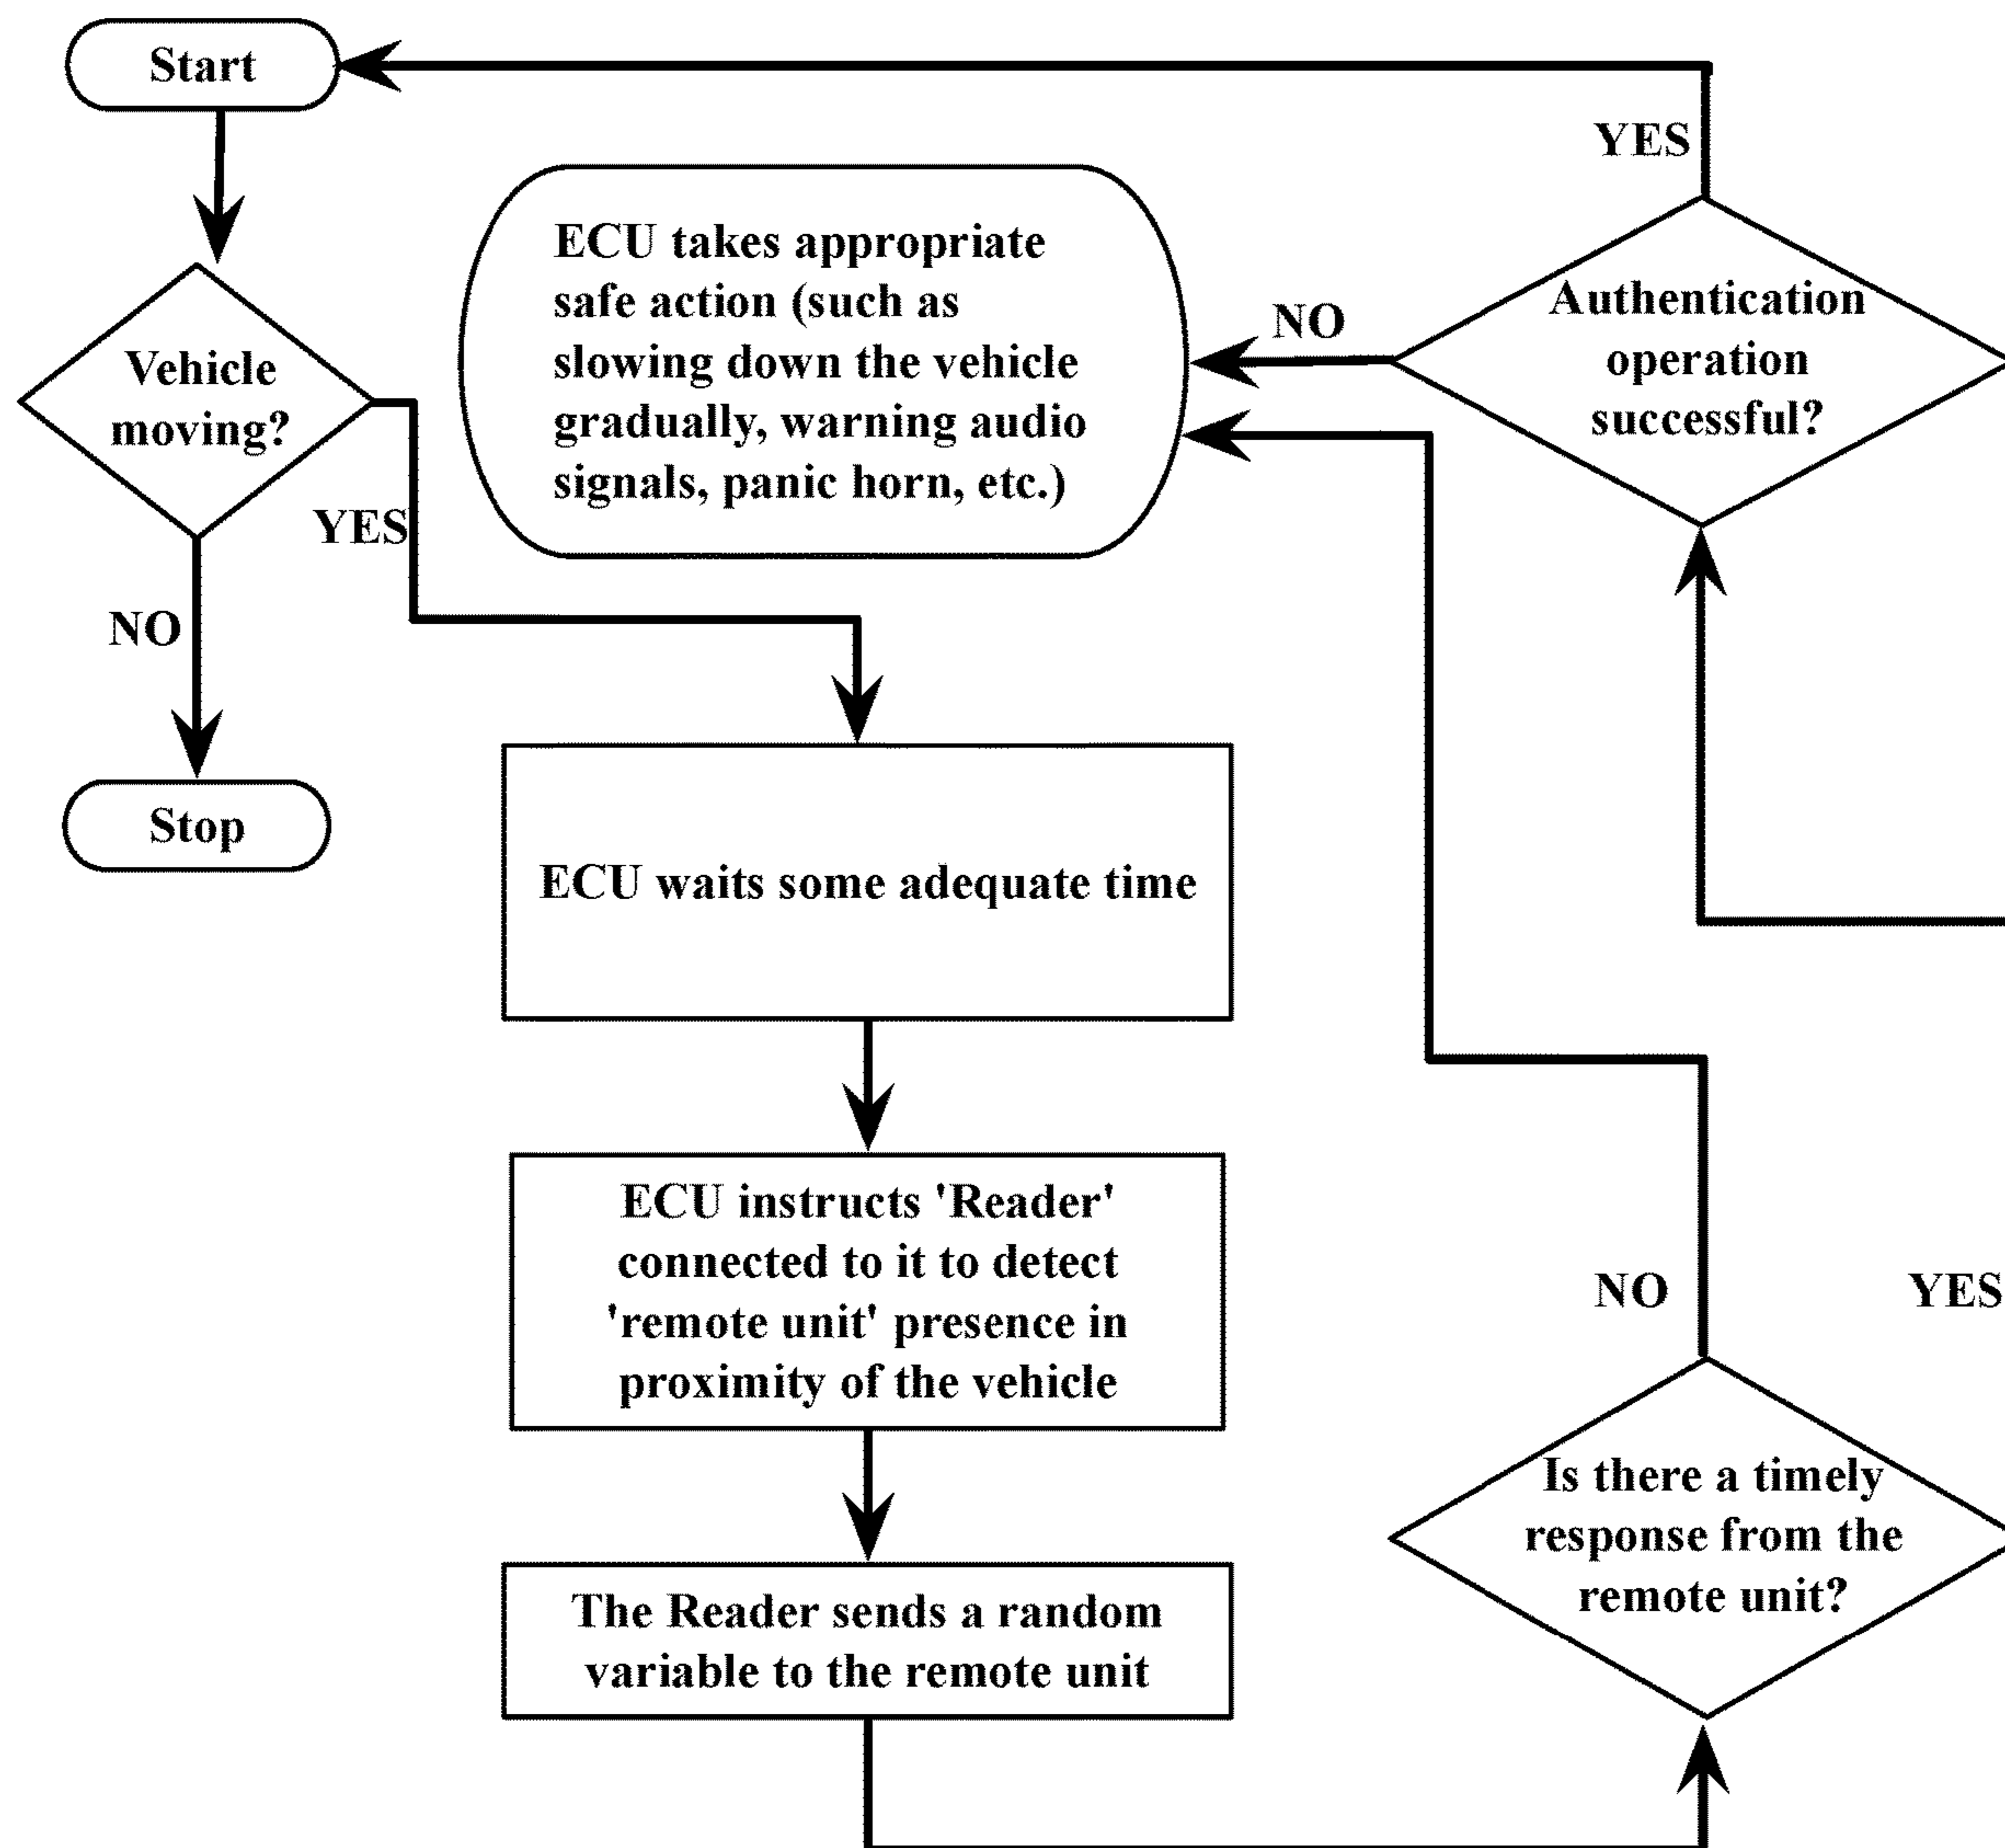 Start
Vehicle
moving?
YES
NO
Stop
ECU takes appropriate
safe action (such as
slowing down the vehicle
gradually, warning audio
signals, panic horn, etc.)
ECU waits some adequate time
ECU instructs 'Reader'
connected to it to detect
'remote unit' presence in
proximity of the vehicle
The Reader sends a random
variable to the remote unit
Is there a timely
response from the
remote unit?
NO
YES
Authentication
operation
successful?
NO
YES